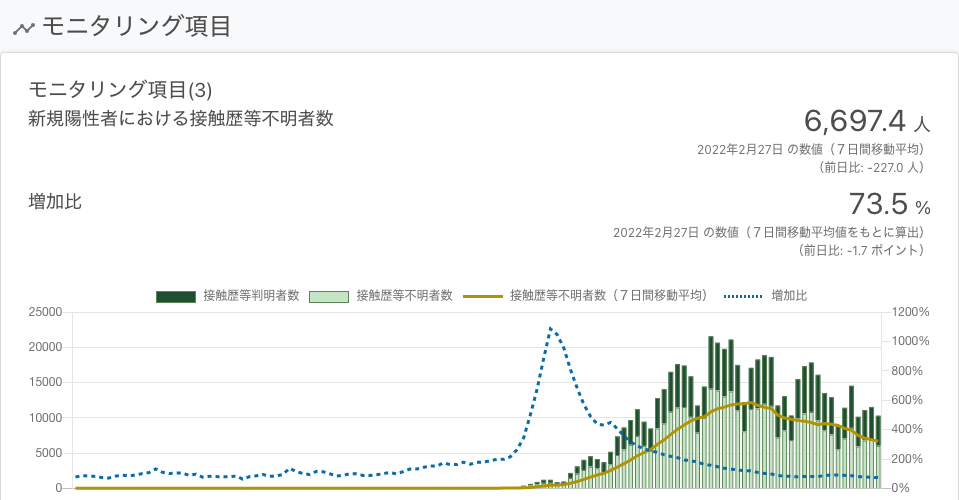 モニタリング項目
モニタリング項目(3)
新規陽性者における接触歴等不明者数
6,697.4 人
2022年2月27日 の数値（７日間移動平均）
（前日比: -227.0 人）
増加比
73.5 %
2022年2月27日 の数値（７日間移動平均値をもとに算出）
（前日比: -1.7 ポイント）
接触歴等判明者数 接触歴等不明者数 接触歴等不明者数（７日間移動平均） 増加比
25000 1200%
20000 1000%
15000 800%
10000 600%
5000 400%
0 200%
0%